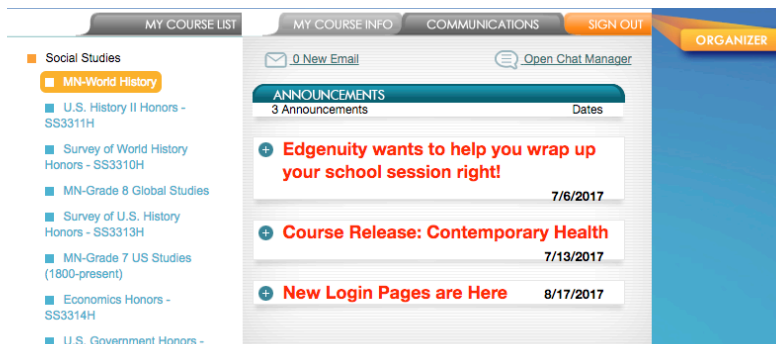 MY COURSE LIST
MY COURSE INFO
COMMUNICATIONS
SIGN OUT
ORGANIZER
Social Studies
MN-World History
U.S. History II Honors -
SS3311H
Survey of World History
Honors - SS3310H
MN-Grade 8 Global Studies
Survey of U.S. History
Honors - SS3313H
MN-Grade 7 US Studies
(1800-present)
Economics Honors -
SS3314H
U.S. Government Honors -
0 New Email
Open Chat Manager
ANNOUNCEMENTS
3 Announcements Dates
Edgenuity wants to help you wrap up
your school session right!
7/6/2017
Course Release: Contemporary Health
7/13/2017
New Login Pages are Here 8/17/2017